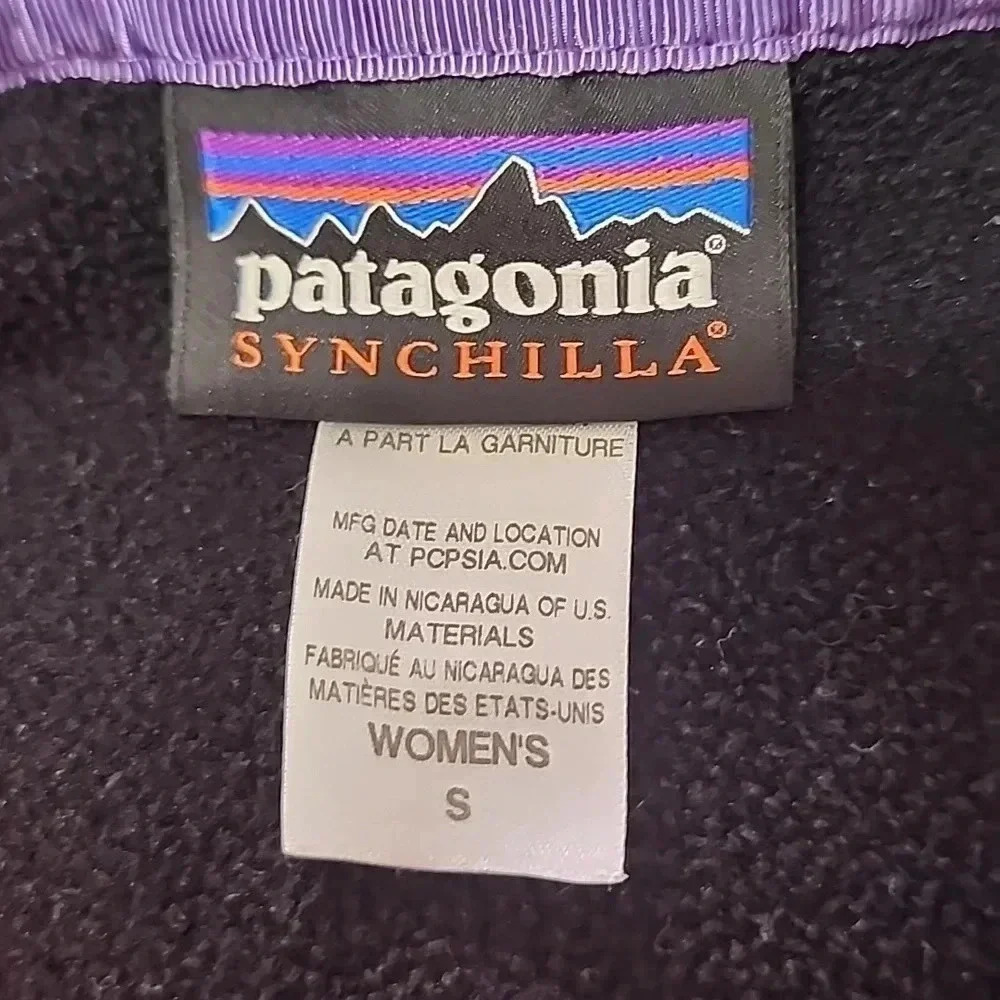 patagonia®
SYNCHILLA®
A PART LA GARNITURE
MFG DATE AND LOCATION
AT PCPSIA.COM
MADE IN NICARAGUA OF U.S.
MATERIALS
FABRIQUÉ AU NICARAGUA DES
MATIÈRES DES ETATS-UNIS
WOMEN'S
S